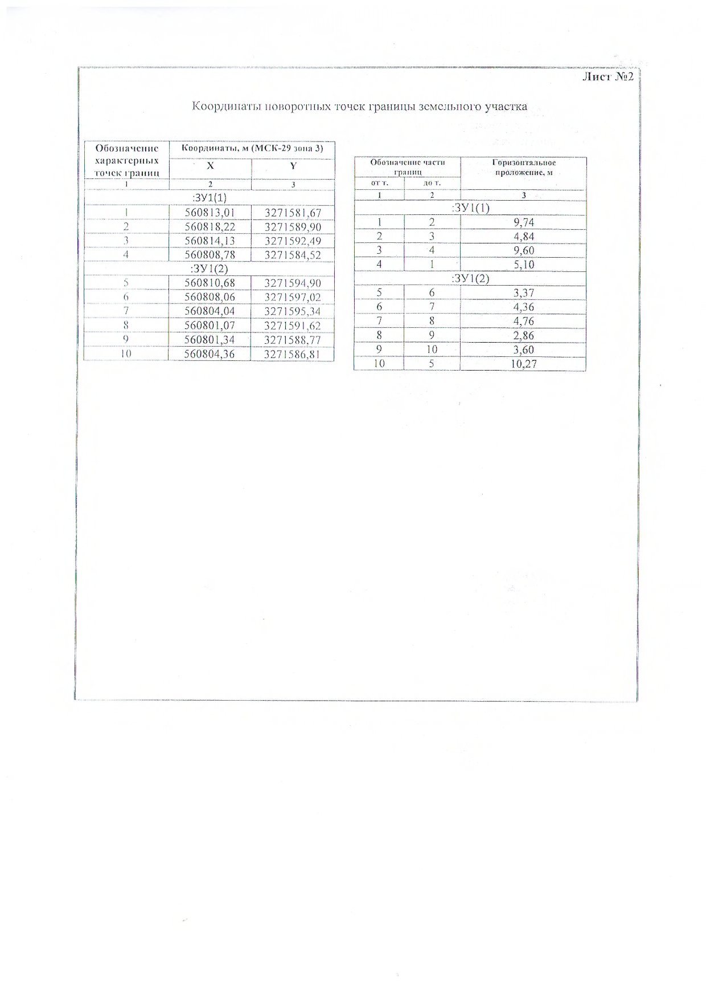 Лист №2
Координаты поворотных точек границы земельного участка
Обозначение характерных точек границ Координаты, м (МСК-29 зона 3)
X Y
1 2 3
:ЗУ1(1)
1 560813,01 3271581,67
2 560818,22 3271589,90
3 560814,13 3271592,49
4 560808,78 3271584,52
:ЗУ1(2)
5 560810,68 3271594,90
6 560808,06 3271597,02
7 560804,04 3271595,34
8 560801,07 3271591,62
9 560801,34 3271588,77
10 560804,36 3271586,81
Обозначение части границ Горизонтальное проложение, м
от т. до т.
1 2 3
:ЗУ1(1)
1 2 9,74
2 3 4,84
3 4 9,60
4 1 5,10
:ЗУ1(2)
5 6 3,37
6 7 4,36
7 8 4,76
8 9 2,86
9 10 3,60
10 5 10,27